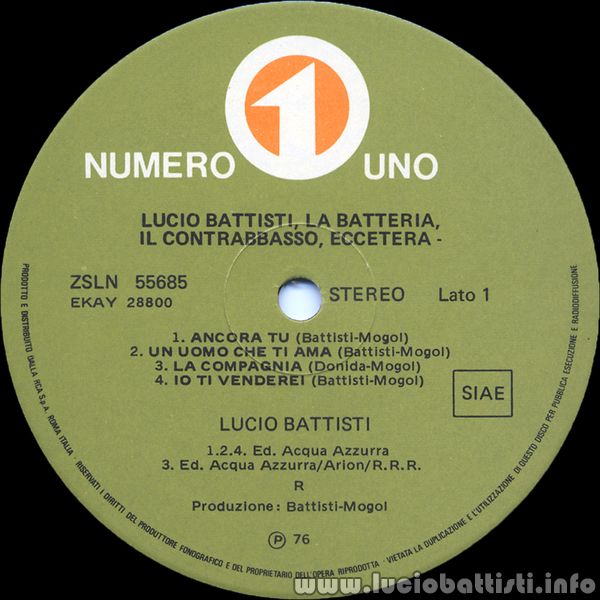 1
NUMERO UNO
LUCIO BATTISTI, LA BATTERIA,
IL CONTRABBASSO, ECCETERA -
ZSLN 55685
EKAY 28800
STEREO Lato 1
1. ANCORA TU (Battisti-Mogol)
2. UN UOMO CHE TI AMA (Battisti-Mogol)
3. LA COMPAGNIA (Donida-Mogol)
4. IO TI VENDEREI (Battisti-Mogol)
SIAE
LUCIO BATTISTI
1.2.4. Ed. Acqua Azzurra
3. Ed. Acqua Azzurra/Arion/R.R.R.
R
Produzione: Battisti-Mogol
℗ 76
PRODOTTO E DISTRIBUITO DALLA RCA S.p.A. ROMA ITALIA - RISERVATI I DIRITTI DEL PRODUTTORE FONOGRAFICO E DEL PROPRIETARIO DELL'OPERA RIPRODOTTA - VIETATA LA DUPLICAZIONE E L'UTILIZZAZIONE DI QUESTO DISCO PER PUBBLICA ESECUZIONE E RADIODIFFUSIONE
www.luciobattisti.info